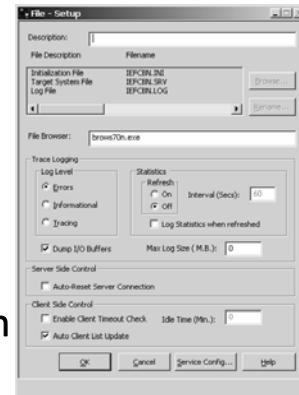 File - Setup
Description:
File Description Filename
Initialization File IEFCBN.INI
Target System File IEFCBN.SRV
Log File IEFCBN.LOG
Browse...
Rename...
File Browser: brows70n.exe
Trace Logging
Log Level
Errors
Informational
Tracing
Statistics
Refresh
On
Off
Interval (Secs): 60
Log Statistics when refreshed
Dump I/O Buffers Max Log Size ( M.B.): 0
Server Side Control
Auto-Reset Server Connection
n
Client Side Control
Enable Client Timeout Check Idle Time (Min.): 0
Auto Client List Update
OK Cancel Service Config... Help